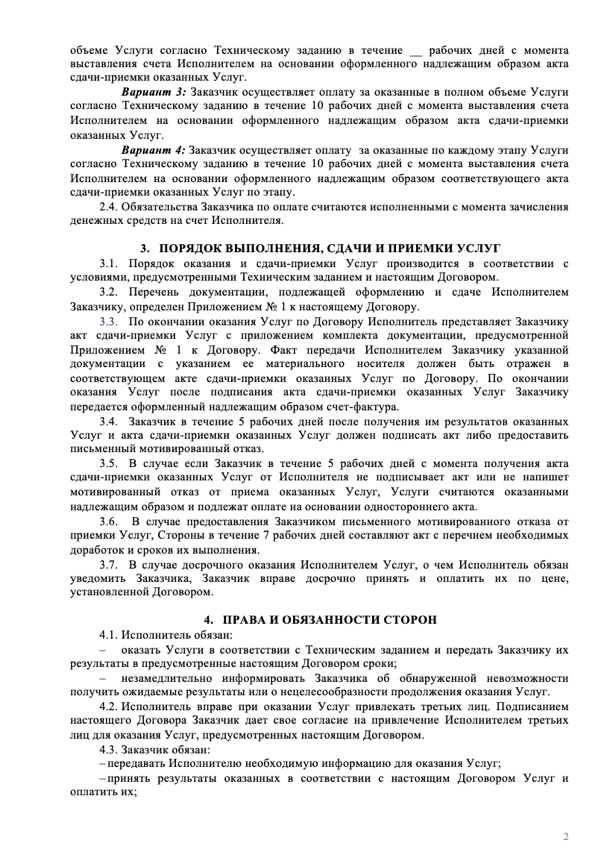 объеме Услуги согласно Техническому заданию в течение __ рабочих дней с момента
выставления счета Исполнителем на основании оформленного надлежащим образом акта
сдачи-приемки оказанных Услуг.
Вариант 3: Заказчик осуществляет оплату за оказанные в полном объеме Услуги
согласно Техническому заданию в течение 10 рабочих дней с момента выставления счета
Исполнителем на основании оформленного надлежащим образом акта сдачи-приемки
оказанных Услуг.
Вариант 4: Заказчик осуществляет оплату за оказанные по каждому этапу Услуги
согласно Техническому заданию в течение 10 рабочих дней с момента выставления счета
Исполнителем на основании оформленного надлежащим образом соответствующего акта
сдачи-приемки оказанных Услуг по этапу.
2.4. Обязательства Заказчика по оплате считаются исполненными с момента зачисления
денежных средств на счет Исполнителя.
3. ПОРЯДОК ВЫПОЛНЕНИЯ, СДАЧИ И ПРИЕМКИ УСЛУГ
3.1. Порядок оказания и сдачи-приемки Услуг производится в соответствии с
условиями, предусмотренными Техническим заданием и настоящим Договором.
3.2. Перечень документации, подлежащей оформлению и сдаче Исполнителем
Заказчику, определен Приложением № 1 к настоящему Договору.
3.3. По окончании оказания Услуг по Договору Исполнитель представляет Заказчику
акт сдачи-приемки Услуг с приложением комплекта документации, предусмотренной
Приложением № 1 к Договору. Факт передачи Исполнителем Заказчику указанной
документации с указанием ее материального носителя должен быть отражен в
соответствующем акте сдачи-приемки оказанных Услуг по Договору. По окончании
оказания Услуг после подписания акта сдачи-приемки оказанных Услуг Заказчику
передается оформленный надлежащим образом счет-фактура.
3.4. Заказчик в течение 5 рабочих дней после получения им результатов оказанных
Услуг и акта сдачи-приемки оказанных Услуг должен подписать акт либо предоставить
письменный мотивированный отказ.
3.5. В случае если Заказчик в течение 5 рабочих дней с момента получения акта
сдачи-приемки оказанных Услуг от Исполнителя не подписывает акт или не напишет
мотивированный отказ от приема оказанных Услуг, Услуги считаются оказанными
надлежащим образом и подлежат оплате на основании одностороннего акта.
3.6. В случае предоставления Заказчиком письменного мотивированного отказа от
приемки Услуг, Стороны в течение 7 рабочих дней составляют акт с перечнем необходимых
доработок и сроков их выполнения.
3.7. В случае досрочного оказания Исполнителем Услуг, о чем Исполнитель обязан
уведомить Заказчика, Заказчик вправе досрочно принять и оплатить их по цене,
установленной Договором.
4. ПРАВА И ОБЯЗАННОСТИ СТОРОН
4.1. Исполнитель обязан:
– оказать Услуги в соответствии с Техническим заданием и передать Заказчику их
результаты в предусмотренные настоящим Договором сроки;
– незамедлительно информировать Заказчика об обнаруженной невозможности
получить ожидаемые результаты или о нецелесообразности продолжения оказания Услуг.
4.2. Исполнитель вправе при оказании Услуг привлекать третьих лиц. Подписанием
настоящего Договора Заказчик дает свое согласие на привлечение Исполнителем третьих
лиц для оказания Услуг, предусмотренных настоящим Договором.
4.3. Заказчик обязан:
– передавать Исполнителю необходимую информацию для оказания Услуг;
– принять результаты оказанных в соответствии с настоящим Договором Услуг и
оплатить их;
2